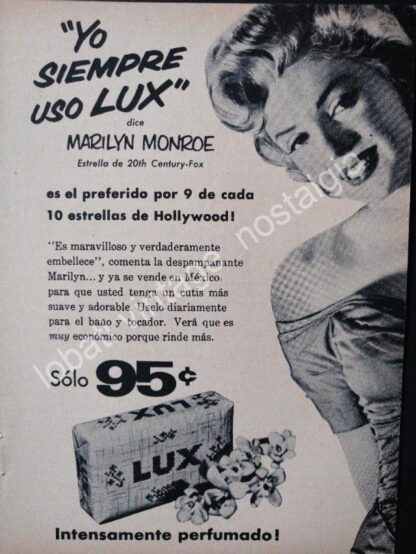 "Yo
SIEMPRE
USO LUX"
dice
MARILYN MONROE
Estrella de 20th Century-Fox
es el preferido por 9 de cada
10 estrellas de Hollywood!
"Es maravilloso y verdaderamente
embellece", comenta la despampanante
Marilyn... y ya se vende en México
para que usted tenga un cutis más
suave y adorable. Úselo diariamente
para el baño y tocador. Verá que es
muy económico porque rinde más.
Sólo 95¢
LUX
LUX
Intensamente perfumado!
vintage nostalgia